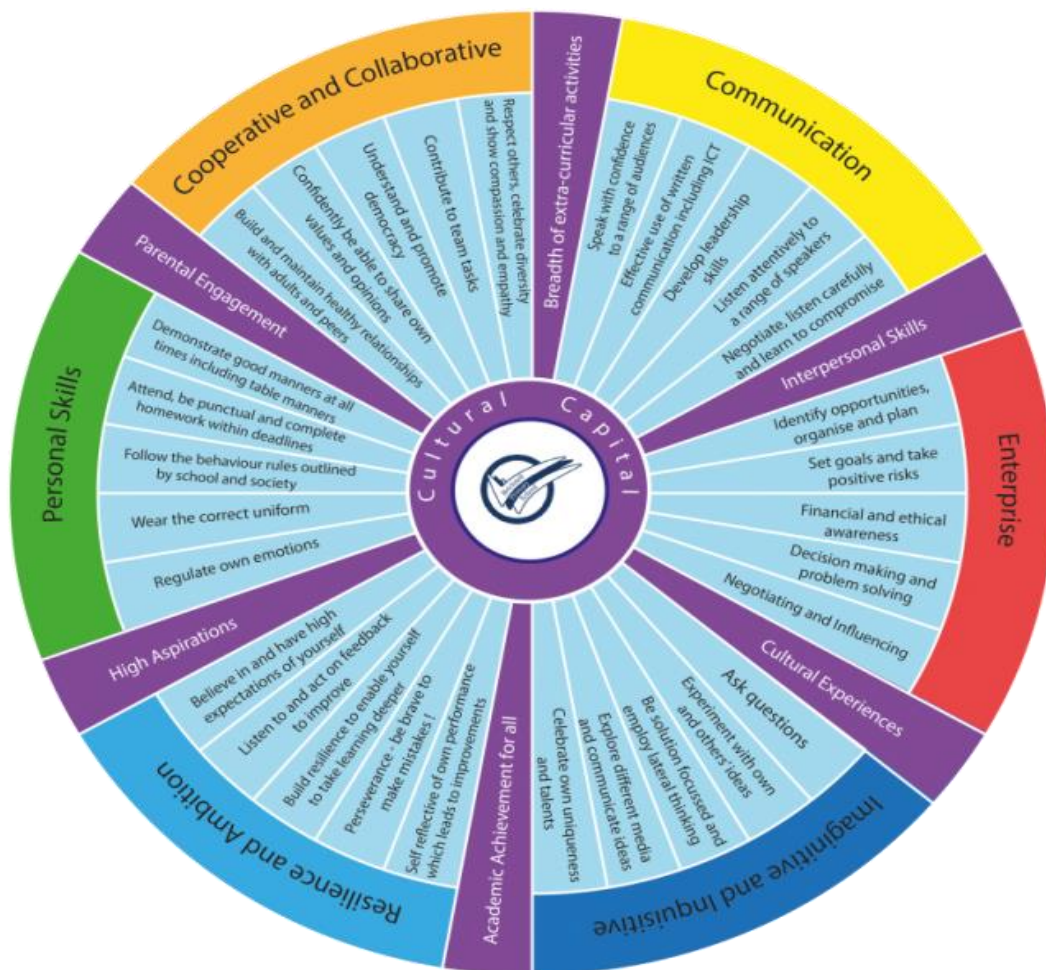 Cultural Capital
Breadth of extra-curricular activities
Communication
Speak with confidence
to a range of audiences
Effective use of written
communication including ICT
Develop leadership
skills
Listen attentively to
a range of speakers
Negotiate, listen carefully
and learn to compromise
Interpersonal Skills
Enterprise
Identify opportunities,
organise and plan
Set goals and take
positive risks
Financial and ethical
awareness
Decision making and
problem solving
Negotiating and Influencing
Cultural Experiences
Imaginitive and Inquisitive
Ask questions
Experiment with own
and others' ideas
Be solution focussed and
employ lateral thinking
Explore different media
and communicate ideas
Celebrate own uniqueness
and talents
Academic Achievement for all
Resilience and Ambition
Self reflective of own performance
which leads to improvements
Perseverance - be brave to
make mistakes !
Build resilience to enable yourself
to take learning deeper
Listen to and act on feedback
to improve
Believe in and have high
expectations of yourself
High Aspirations
Personal Skills
Regulate own emotions
Wear the correct uniform
Follow the behaviour rules outlined
by school and society
Attend, be punctual and complete
homework within deadlines
Demonstrate good manners at all
times including table manners
Parental Engagement
Cooperative and Collaborative
Build and maintain healthy relationships
with adults and peers
Confidently be able to share own
values and opinions
Understand and promote
democracy
Contribute to team tasks
Respect others, celebrate diversity
and show compassion and empathy